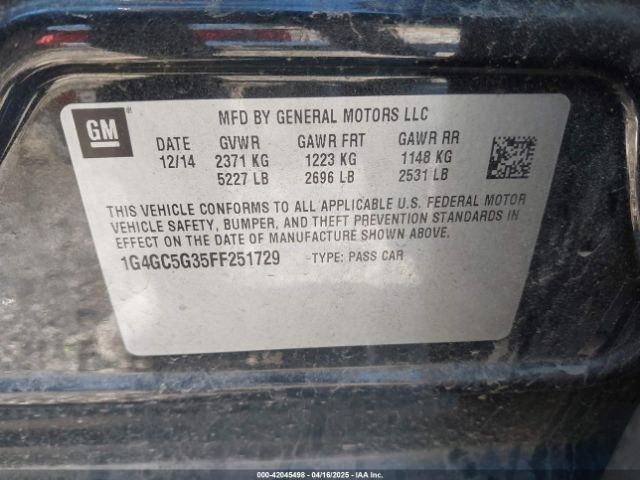 GM
MFD BY GENERAL MOTORS LLC
DATE GVWR GAWR FRT GAWR RR
12/14 2371 KG 1223 KG 1148 KG
5227 LB 2696 LB 2531 LB
THIS VEHICLE CONFORMS TO ALL APPLICABLE U.S. FEDERAL MOTOR
VEHICLE SAFETY, BUMPER, AND THEFT PREVENTION STANDARDS IN
EFFECT ON THE DATE OF MANUFACTURE SHOWN ABOVE.
1G4GC5G35FF251729 -TYPE: PASS CAR
000-42045498 - 04/16/2025 - IAA Inc.